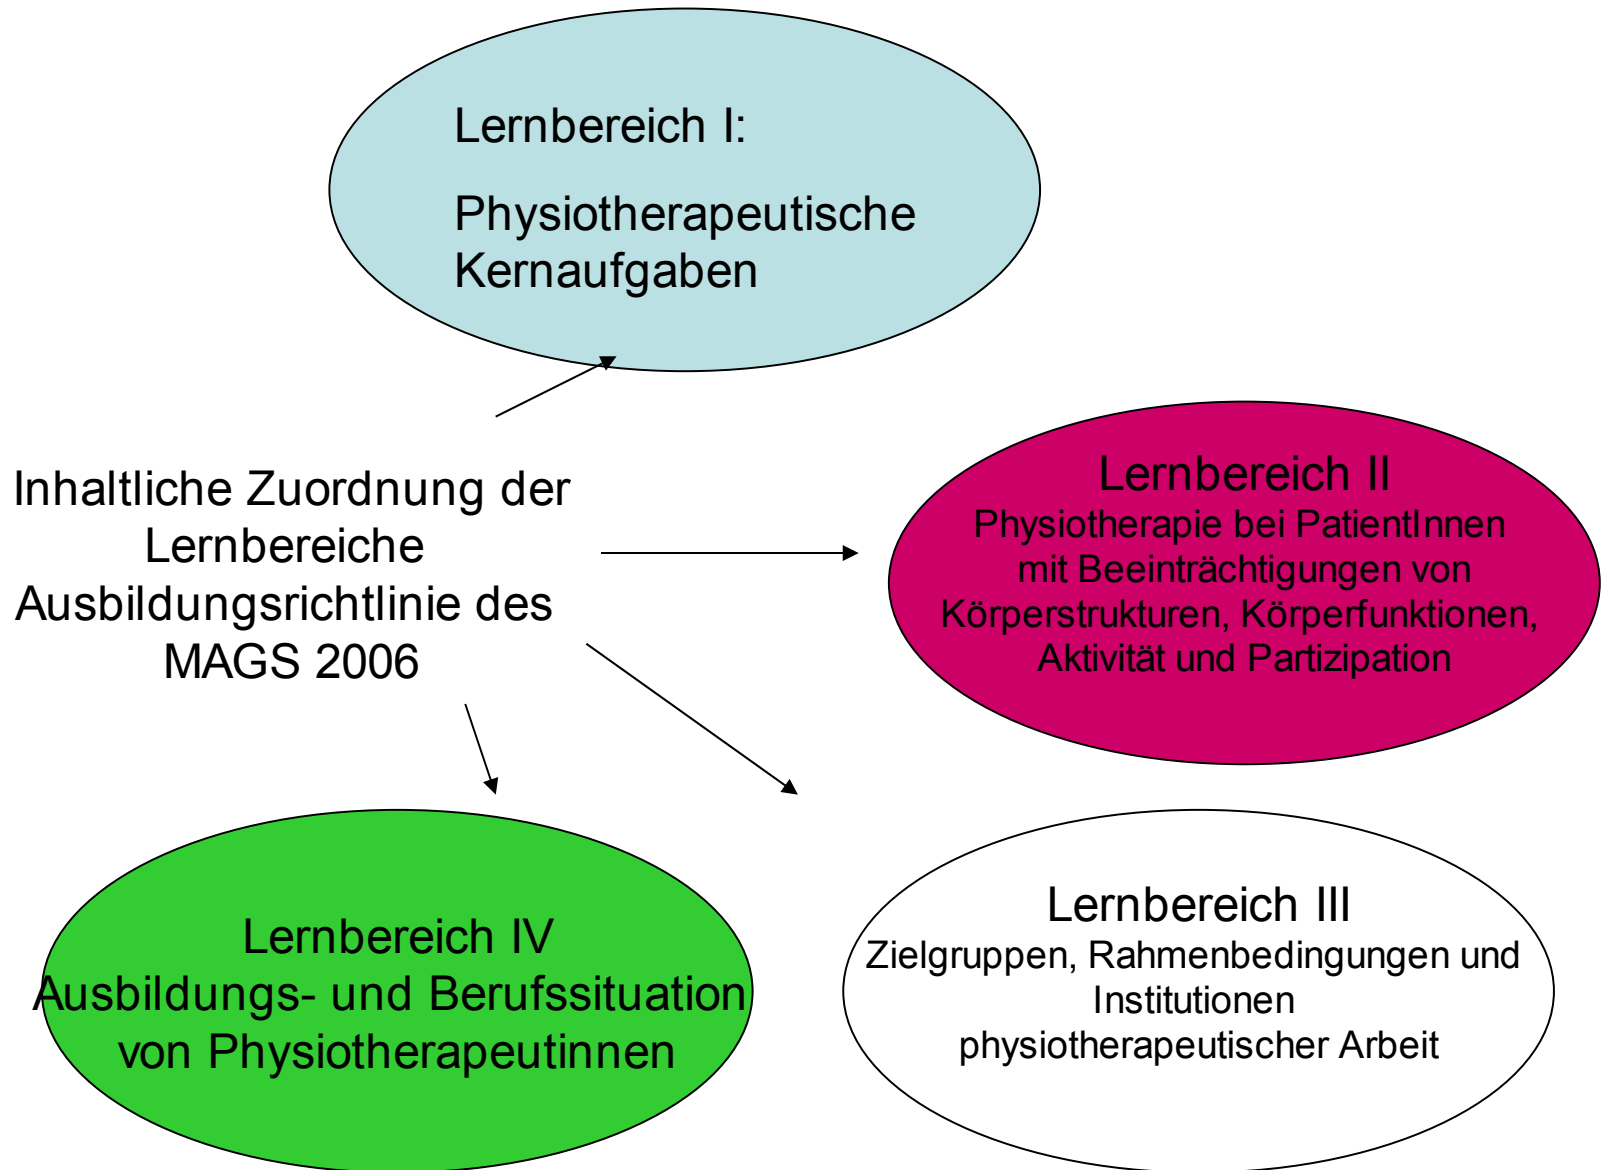 Lernbereich I:
Physiotherapeutische
Kernaufgaben
Inhaltliche Zuordnung der
Lernbereiche
Ausbildungsrichtlinie des
MAGS 2006
Lernbereich II
Physiotherapie bei PatientInnen
mit Beeinträchtigungen von
Körperstrukturen, Körperfunktionen,
Aktivität und Partizipation
Lernbereich III
Zielgruppen, Rahmenbedingungen und
Institutionen
physiotherapeutischer Arbeit
Lernbereich IV
Ausbildungs- und Berufssituation
von Physiotherapeutinnen